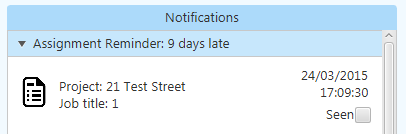 Notifications
Assignment Reminder: 9 days late
Project: 21 Test Street
Job title: 1
24/03/2015
17:09:30
Seen